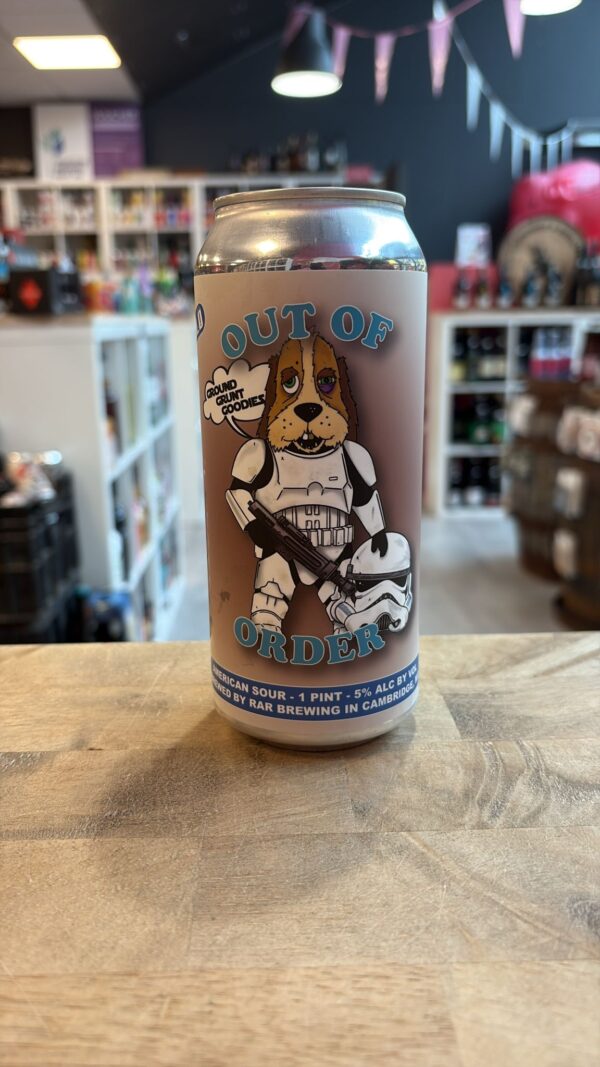 OUT OF
GROUND
GRUNT
GOODIES
ORDER
AMERICAN SOUR - 1 PINT - 5% ALC BY VOL
BREWED BY RAR BREWING IN CAMBRIDGE,